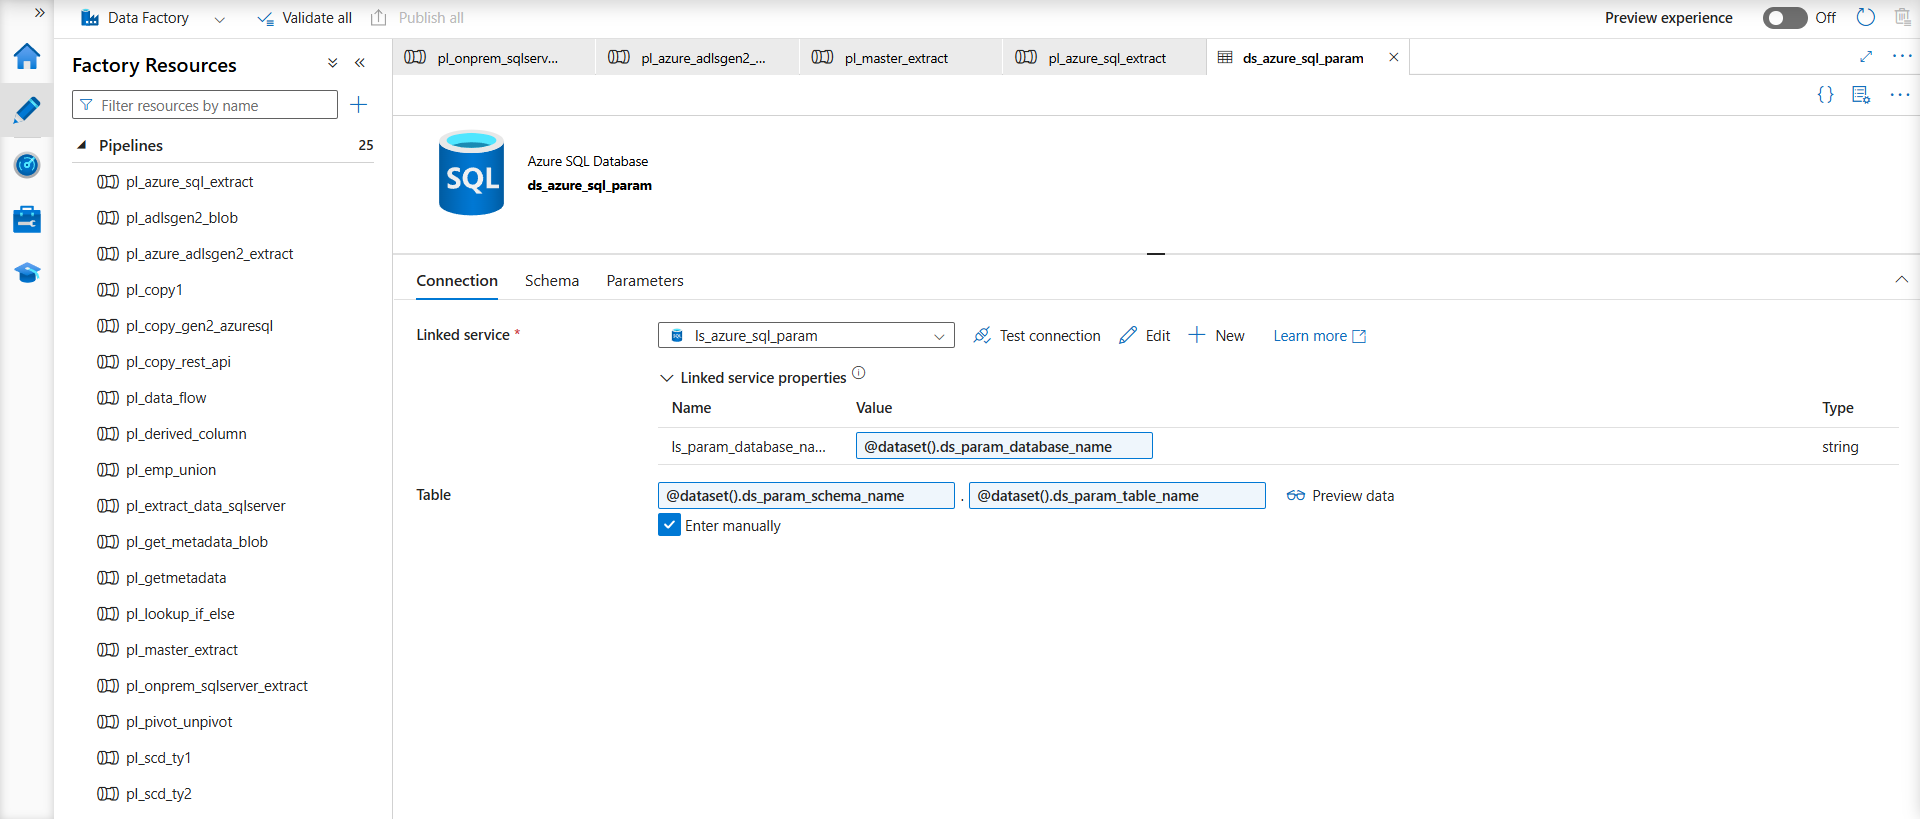 Data Factory
Validate all
Publish all
Preview experience
Off
Factory Resources
Filter resources by name
Pipelines 25
pl_azure_sql_extract
pl_adlsgen2_blob
pl_azure_adlsgen2_extract
pl_copy1
pl_copy_gen2_azuresql
pl_copy_rest_api
pl_data_flow
pl_derived_column
pl_emp_union
pl_extract_data_sqlserver
pl_get_metadata_blob
pl_getmetadata
pl_lookup_if_else
pl_master_extract
pl_onprem_sqlserver_extract
pl_pivot_unpivot
pl_scd_ty1
pl_scd_ty2
pl_onprem_sqlserv...
pl_azure_adlsgen2_...
pl_master_extract
pl_azure_sql_extract
ds_azure_sql_param
SQL
Azure SQL Database
ds_azure_sql_param
Connection Schema Parameters
Linked service *
ls_azure_sql_param
Test connection
Edit
New
Learn more
Linked service properties
Name Value Type
ls_param_database_na... @dataset().ds_param_database_name string
Table
@dataset().ds_param_schema_name . @dataset().ds_param_table_name
Preview data
Enter manually